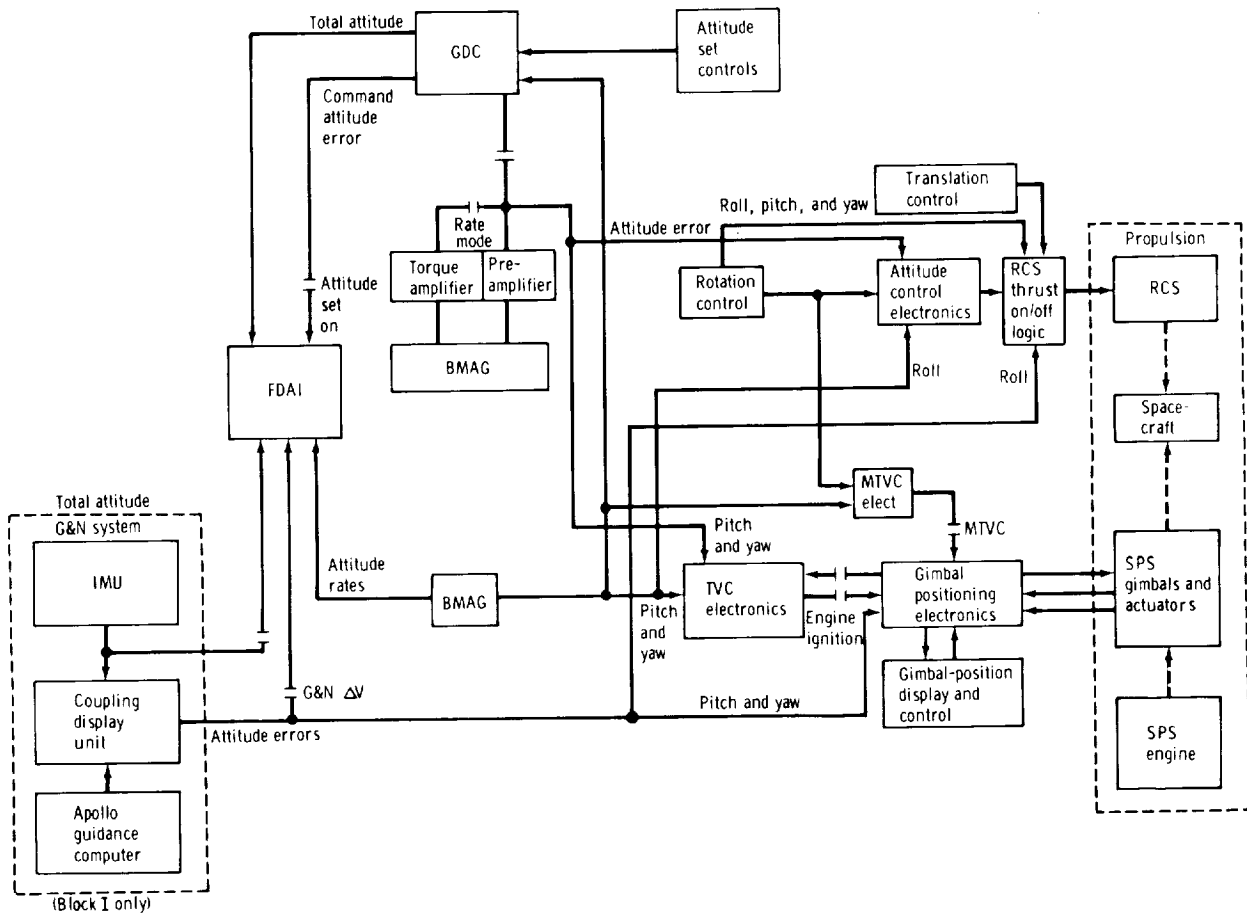 Total attitude
GDC
Attitude
set
controls
Command
attitude
error
Translation
control
Roll, pitch, and yaw
Rate
mode
Attitude error
Propulsion
Torque
amplifier
Pre-
amplifier
Attitude
set
on
Rotation
control
Attitude
control
electronics
RCS
thrust
on/off
logic
RCS
BMAG
FDAI
Roll
Roll
Space-
craft
MTVC
elect
MTVC
Total attitude
G&N system
IMU
Pitch
and yaw
Attitude
rates
BMAG
Pitch
and
yaw
TVC
electronics
Engine
ignition
Gimbal
positioning
electronics
SPS
gimbals and
actuators
Coupling
display
unit
G&N ΔV
Attitude errors
Pitch and yaw
Gimbal-position
display and
control
SPS
engine
Apollo
guidance
computer
(Block I only)